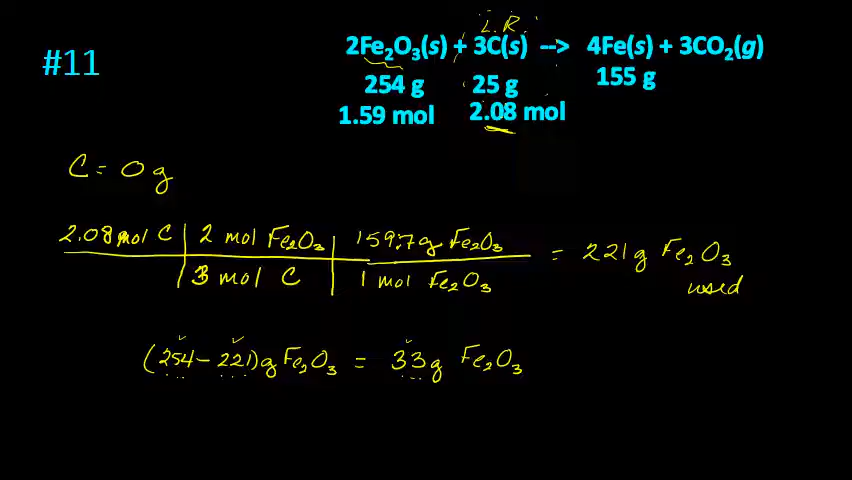 L.R.
#11
2Fe₂O₃(s) + 3C(s) --> 4Fe(s) + 3CO₂(g)
254 g 25 g 155 g
1.59 mol 2.08 mol
C = 0 g
2.08 mol C | 2 mol Fe₂O₃ | 159.7 g Fe₂O₃
= 221 g Fe₂O₃
3 mol C | 1 mol Fe₂O₃
used
(254 - 221) g Fe₂O₃ = 33 g Fe₂O₃